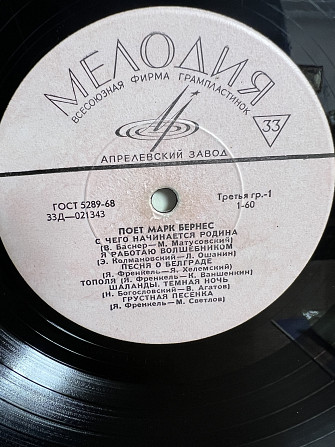 МЕЛОДИЯ
ВСЕСОЮЗНАЯ ФИРМА ГРАМПЛАСТИНОК
33
АПРЕЛЕВСКИЙ ЗАВОД
ГОСТ 5289-68
33Д—021343
Третья гр.-1
1-60
ПОЕТ МАРК БЕРНЕС
С ЧЕГО НАЧИНАЕТСЯ РОДИНА
(В. Баснер—М. Матусовский)
Я РАБОТАЮ ВОЛШЕБНИКОМ
(Э. Колмановский—Л. Ошанин)
ПЕСНЯ О БЕЛГРАДЕ
(Я. Френкель—Я. Хелемский)
ТОПОЛЯ (Я. Френкель—К. Ваншенкин)
ШАЛАНДЫ. ТЕМНАЯ НОЧЬ
(Н. Богословский—В. Агатов)
ГРУСТНАЯ ПЕСЕНКА
(Я. Френкель—М. Светлов)